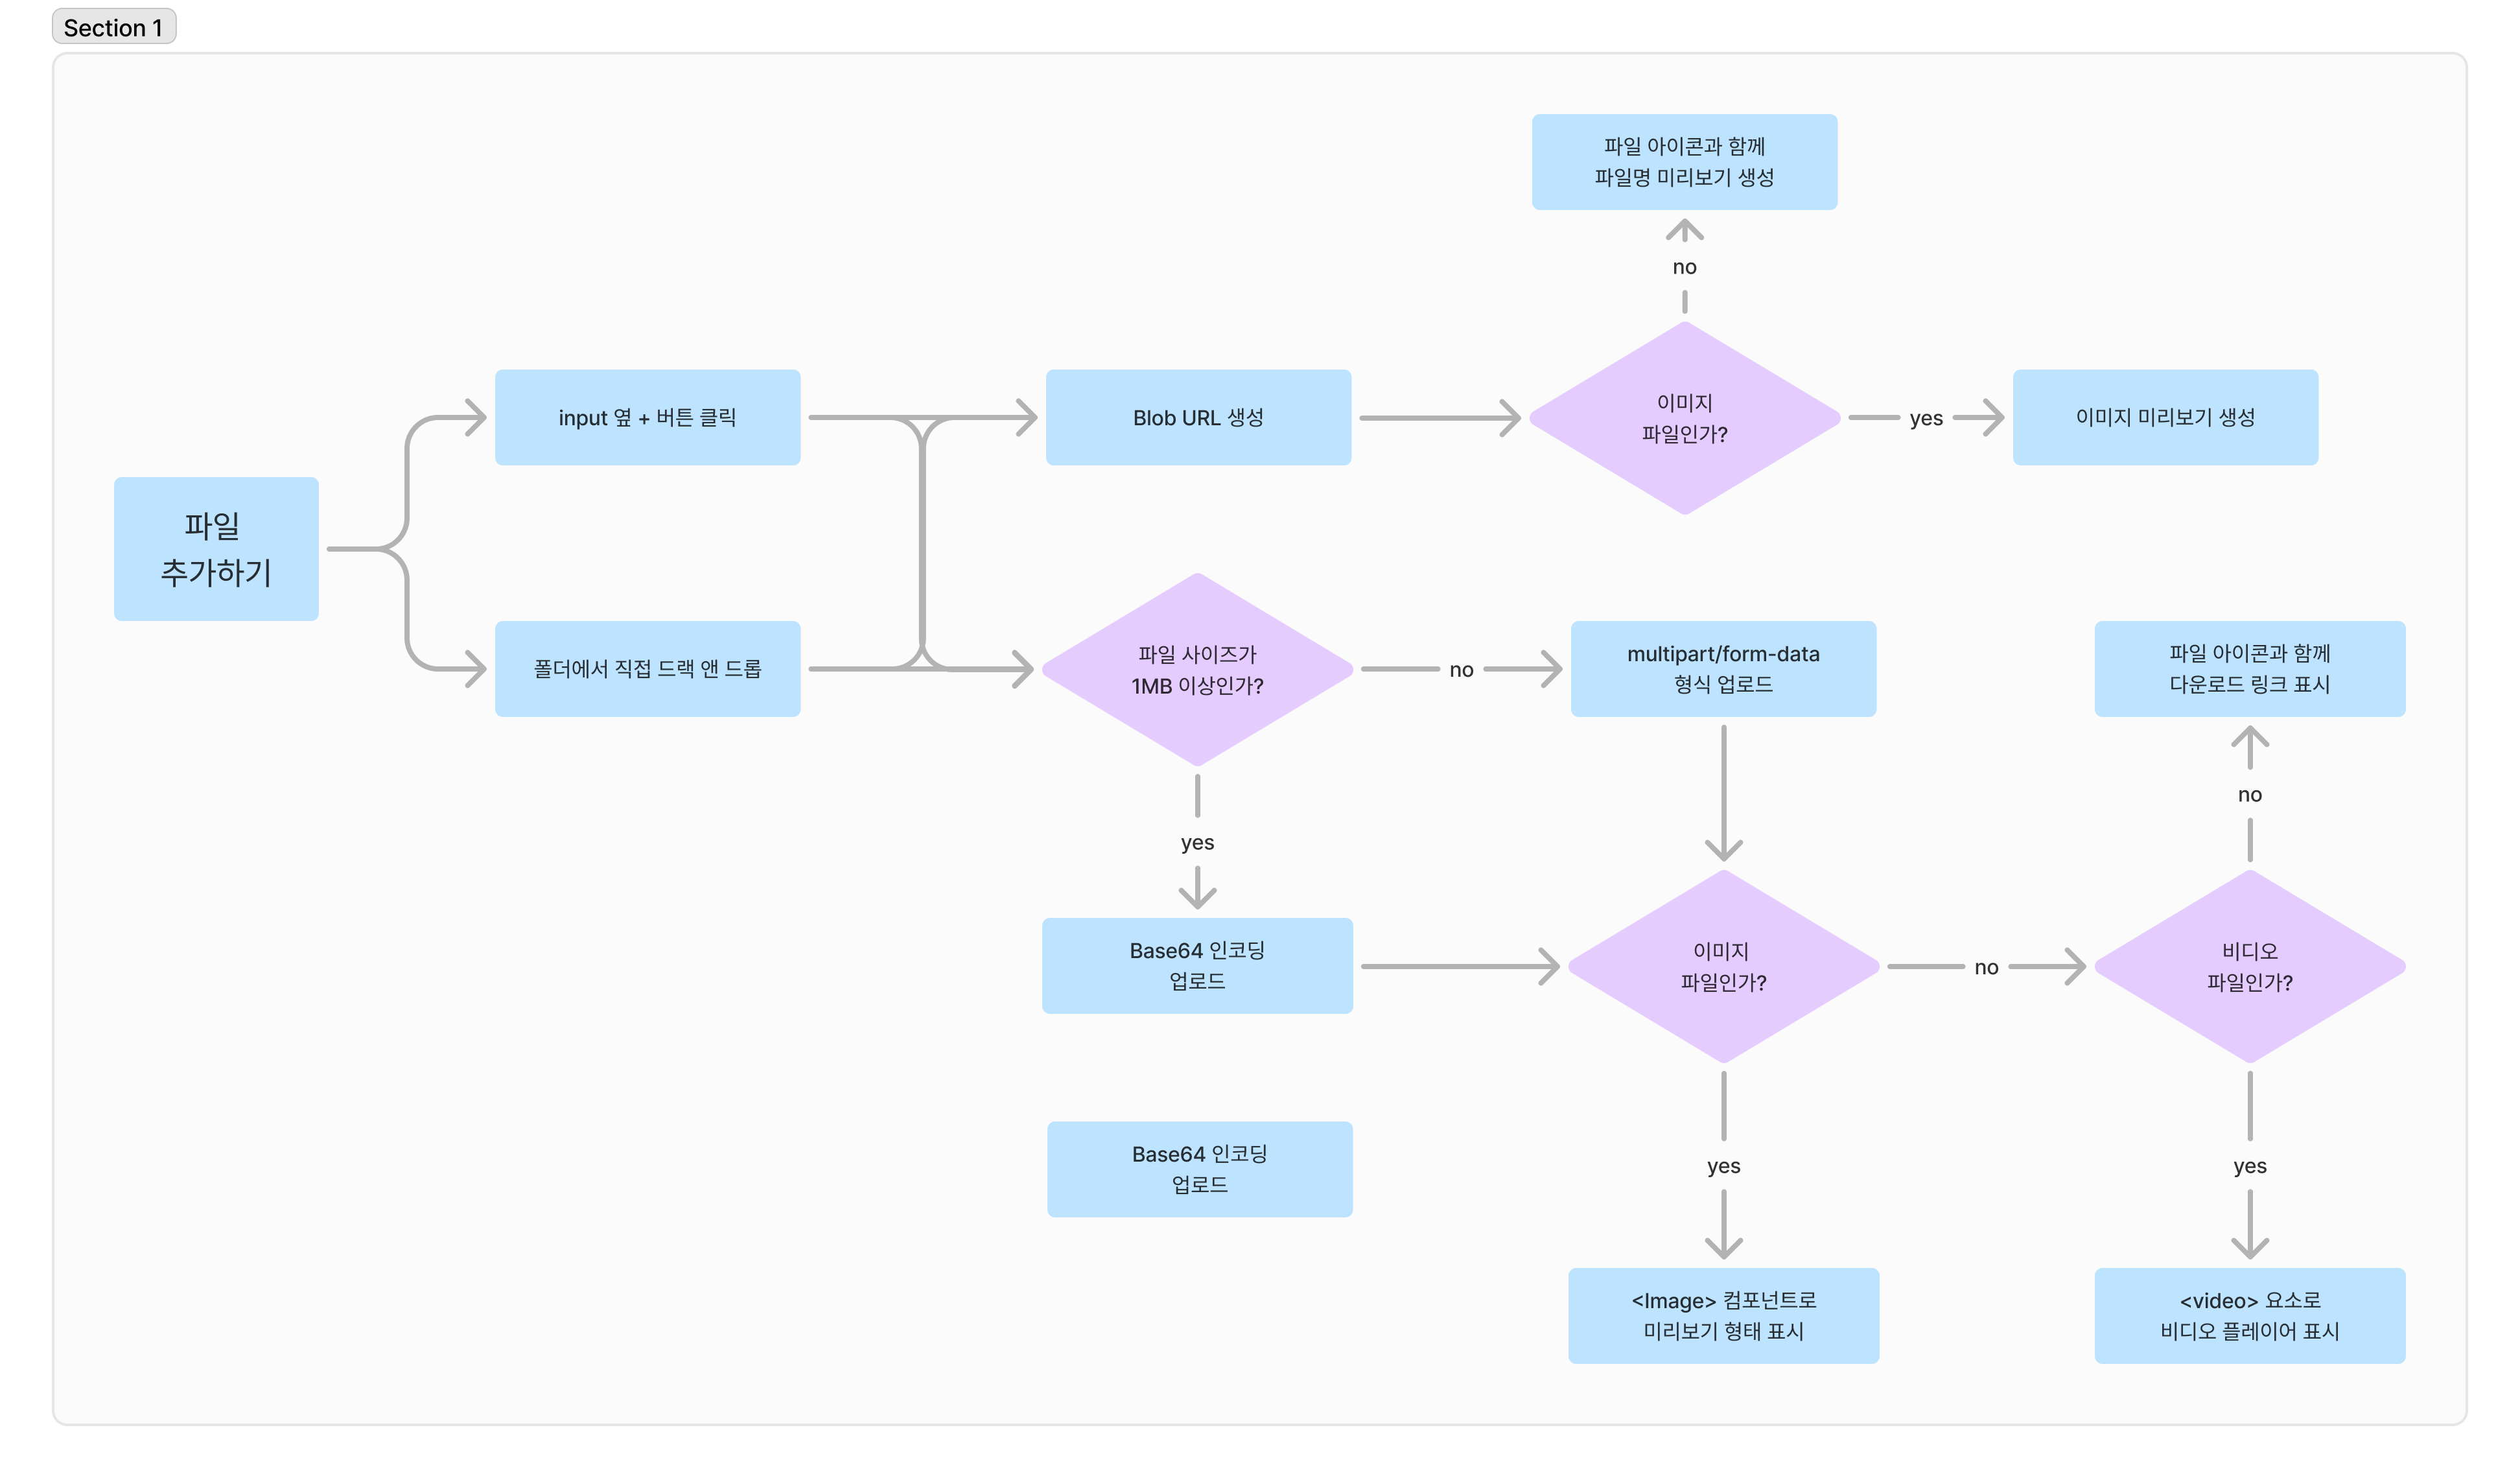 Section 1
파일 아이콘과 함께
파일명 미리보기 생성
no
input 옆 + 버튼 클릭
Blob URL 생성
이미지
파일인가?
yes
이미지 미리보기 생성
파일
추가하기
폴더에서 직접 드랙 앤 드롭
파일 사이즈가
1MB 이상인가?
no
multipart/form-data
형식 업로드
파일 아이콘과 함께
다운로드 링크 표시
no
yes
Base64 인코딩
업로드
이미지
파일인가?
no
비디오
파일인가?
Base64 인코딩
업로드
yes
yes
<Image> 컴포넌트로
미리보기 형태 표시
<video> 요소로
비디오 플레이어 표시